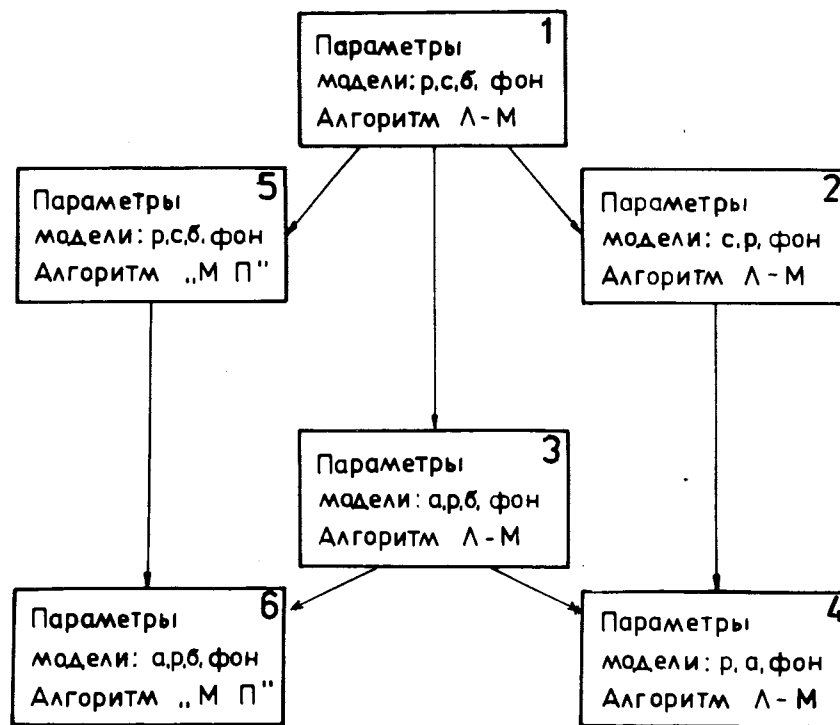 1
Параметры
модели: р,с,б, фон
Алгоритм Л-М
5
Параметры
модели: р,с,б, фон
Алгоритм „М П"
2
Параметры
модели: с,р, фон
Алгоритм Л-М
3
Параметры
модели: а,р,б, фон
Алгоритм Л-М
6
Параметры
модели: а,р,б, фон
Алгоритм „М П"
4
Параметры
модели: р, а, фон
Алгоритм Л-М